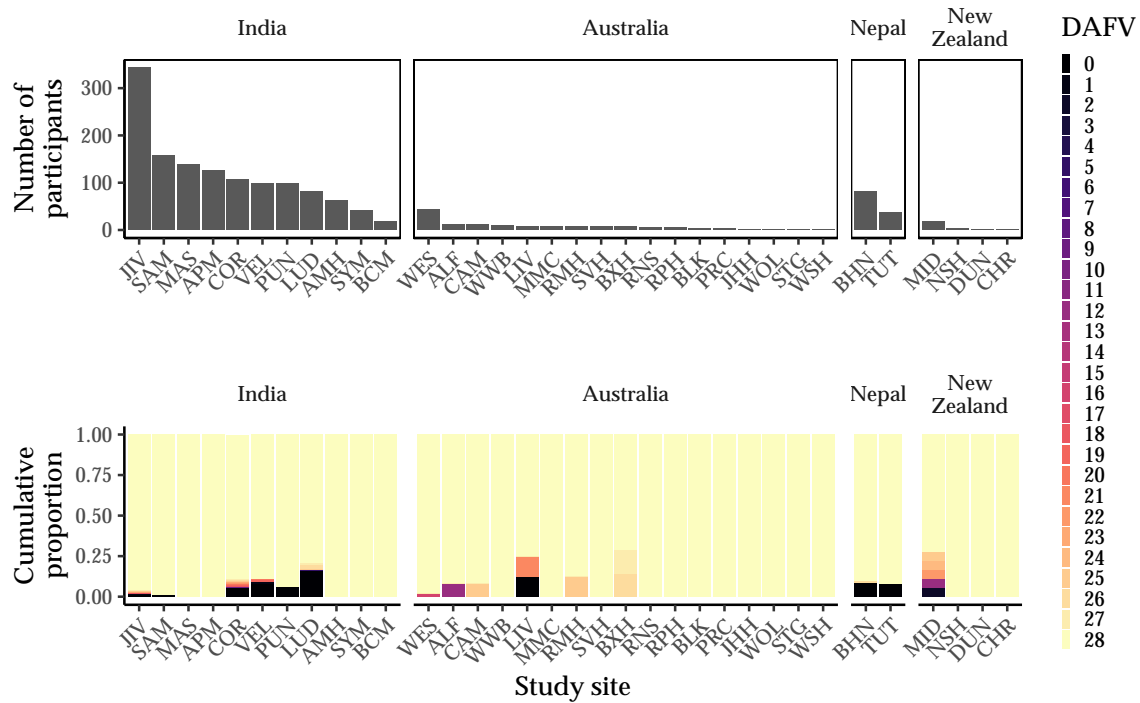 India
Australia
Nepal
New
Zealand
DAFV
Number of
participants
300
200
100
0
JIV
SAM
MAS
APM
COR
VEL
PUN
LUD
AMH
SYM
BCM
WES
ALF
CAM
WWB
LIV
MMC
RMH
SVH
BXH
RNS
RPH
BLK
PRC
JHH
WOL
STG
WSH
BHN
TUT
MID
NSH
DUN
CHR
India
Australia
Nepal
New
Zealand
Cumulative
proportion
1.00
0.75
0.50
0.25
0.00
JIV
SAM
MAS
APM
COR
VEL
PUN
LUD
AMH
SYM
BCM
WES
ALF
CAM
WWB
LIV
MMC
RMH
SVH
BXH
RNS
RPH
BLK
PRC
JHH
WOL
STG
WSH
BHN
TUT
MID
NSH
DUN
CHR
Study site
0
1
2
3
4
5
6
7
8
9
10
11
12
13
14
15
16
17
18
19
20
21
22
23
24
25
26
27
28